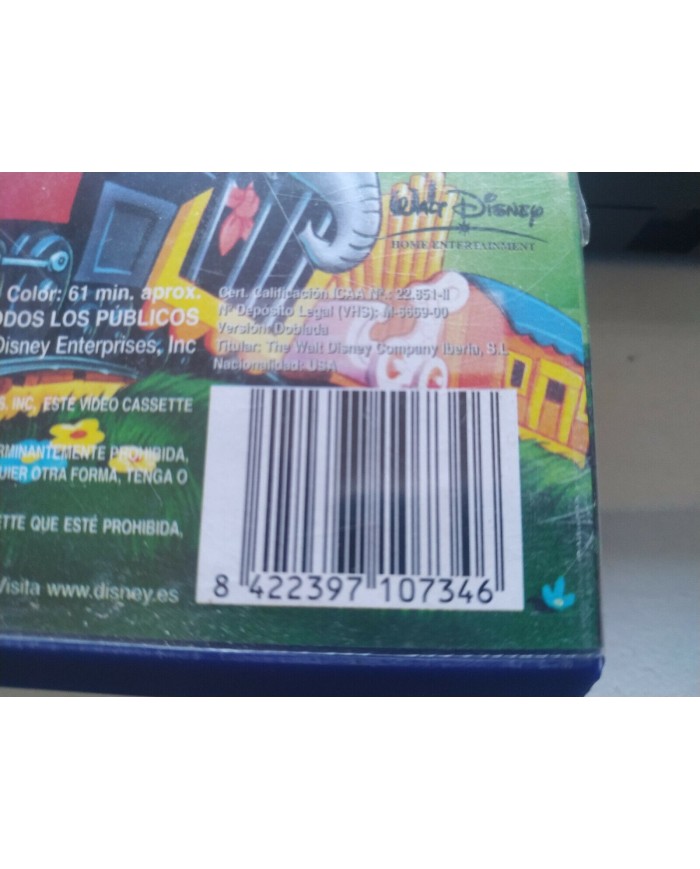 WALT DISNEY
HOME ENTERTAINMENT
Color: 61 min. aprox.
ODOS LOS PÚBLICOS
Disney Enterprises, Inc
Cert. Calificación ICAA Nº.: 22.851-II
Nº Depósito Legal (VHS): M-6669-00
Versión: Doblada
Titular: The Walt Disney Company Iberia, S.L
Nacionalidad: USA
S, INC, ESTE VIDEO CASSETTE
RMINANTEMENTE PROHIBIDA,
UIER OTRA FORMA, TENGA O
ETTE QUE ESTÉ PROHIBIDA,
Visita www.disney.es
8 422397 107346